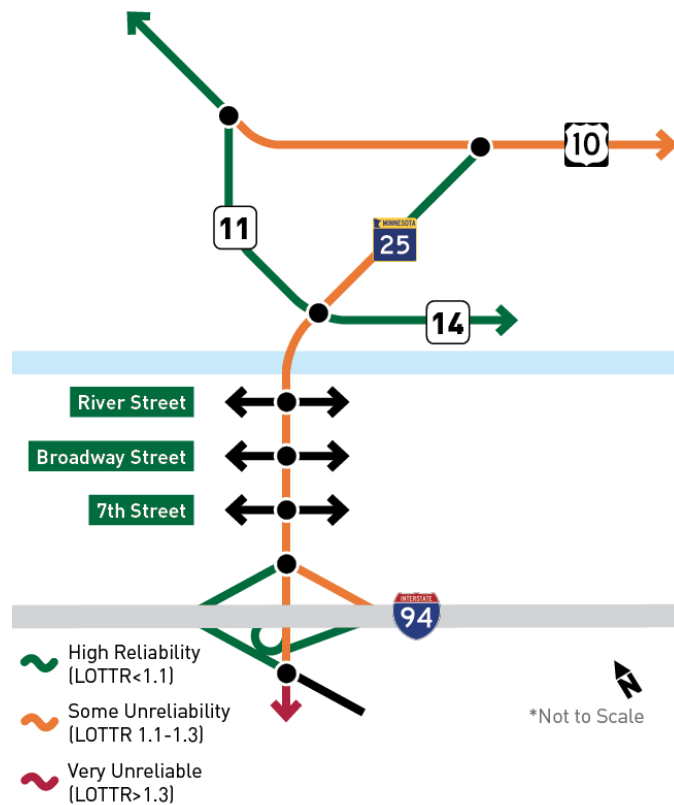 10
11
MINNESOTA
25
14
River Street
Broadway Street
7th Street
INTERSTATE
94
High Reliability
(LOTTR<1.1)
Some Unreliability
(LOTTR 1.1-1.3)
Very Unreliable
(LOTTR>1.3)
N
*Not to Scale